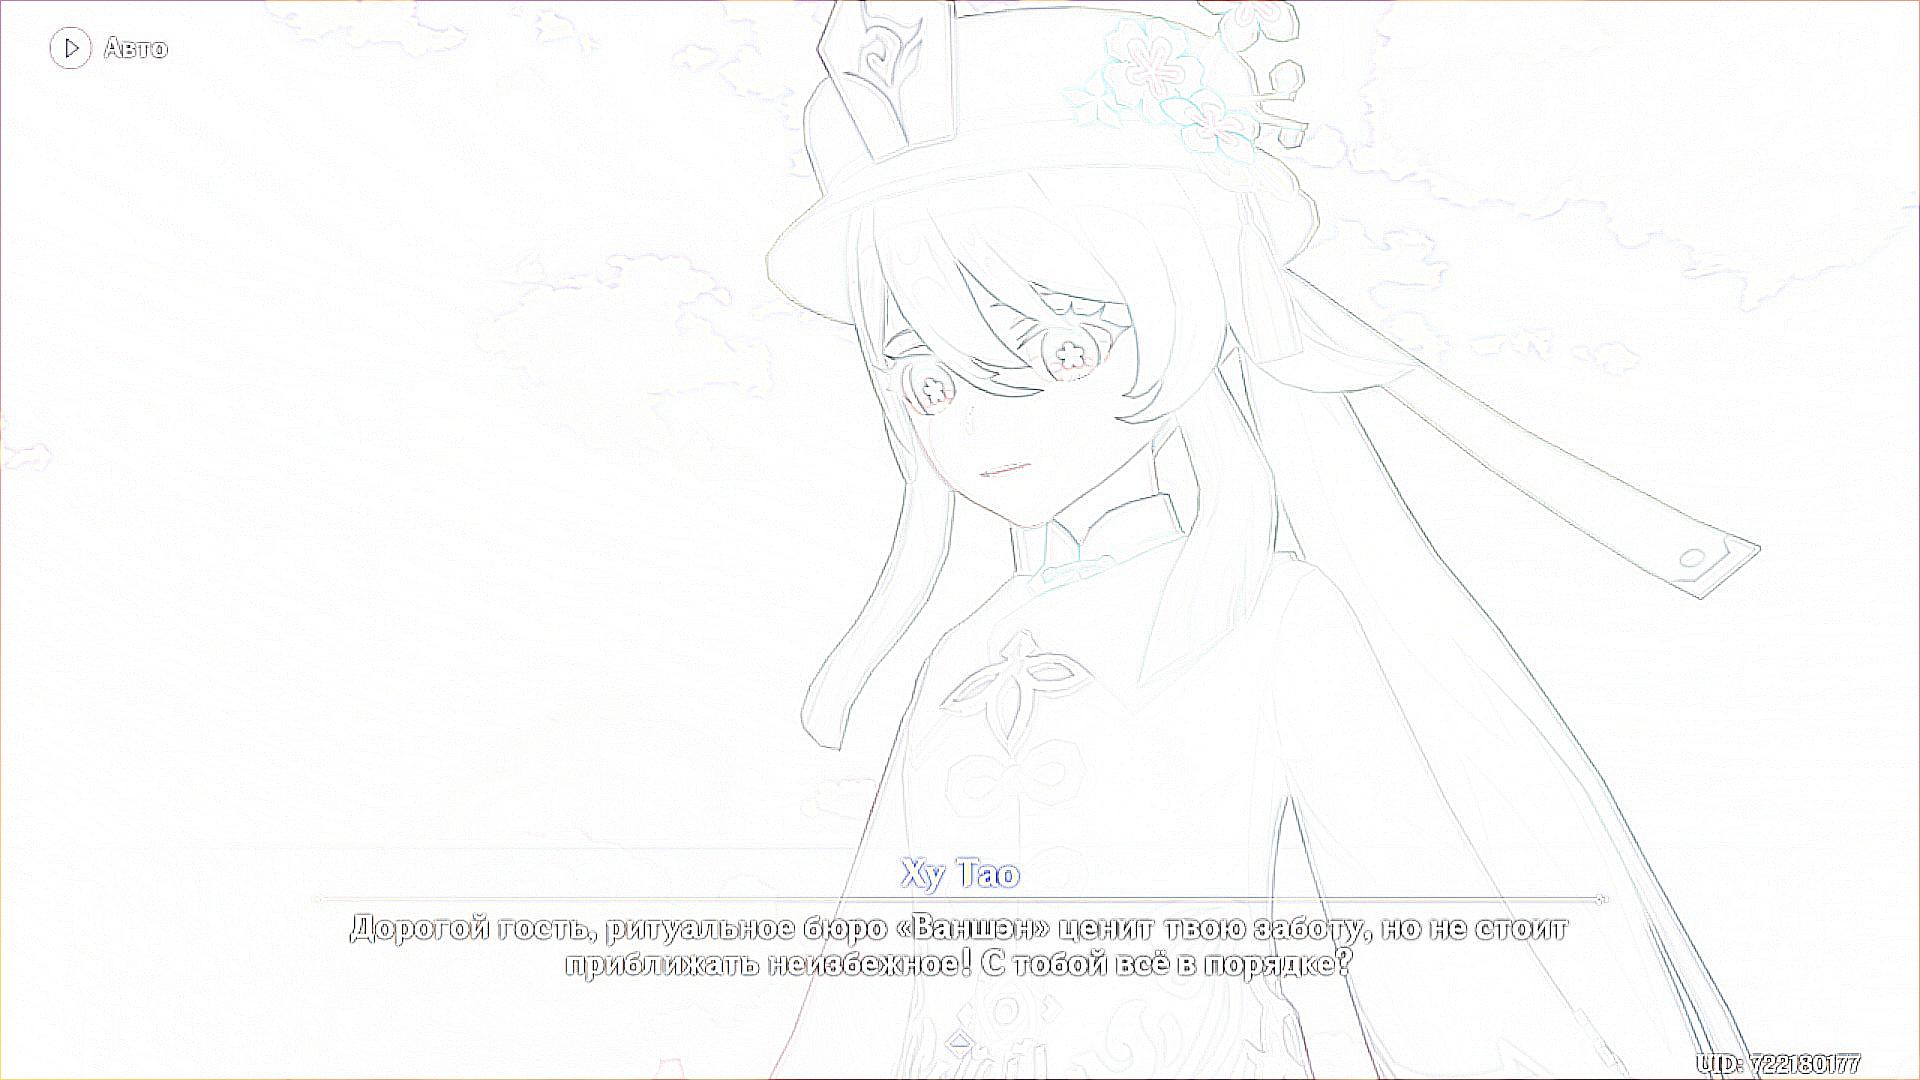 Авто
Ху Тао
Дорогой гость, ритуальное бюро «Ваншэн» ценит твою заботу, но не стоит
приближать неизбежное! С тобой всё в порядке?
UID: 722180177